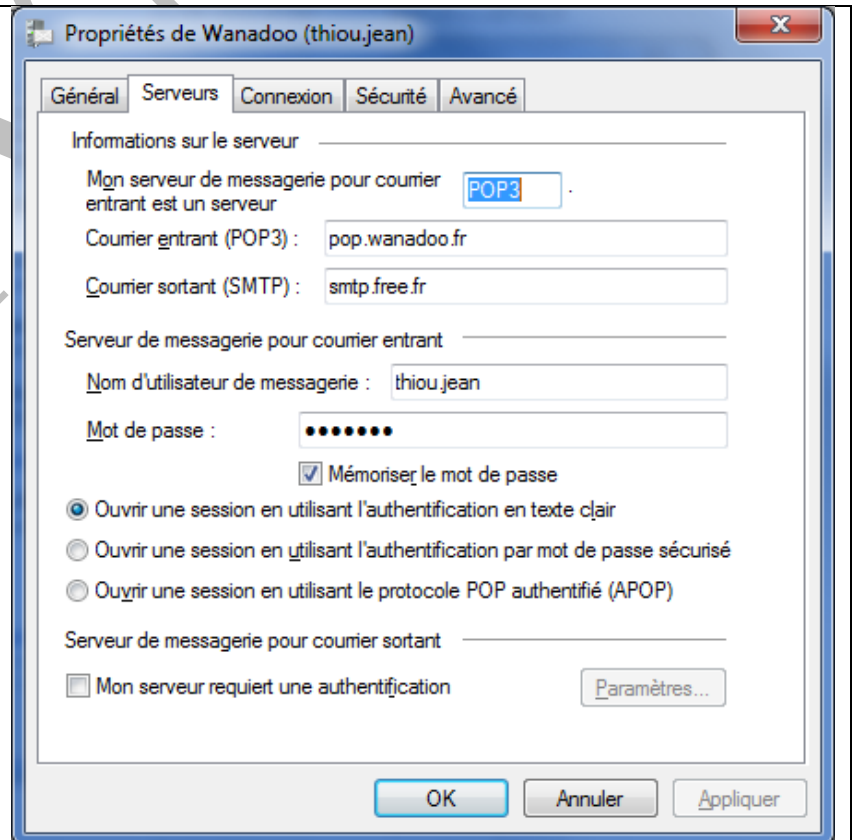 Propriétés de Wanadoo (thiou.jean)
Général Serveurs Connexion Sécurité Avancé
Informations sur le serveur
Mon serveur de messagerie pour courrier
entrant est un serveur
POP3 .
Courrier entrant (POP3) : pop.wanadoo.fr
Courrier sortant (SMTP) : smtp.free.fr
Serveur de messagerie pour courrier entrant
Nom d'utilisateur de messagerie : thiou.jean
Mot de passe : •••••••
Mémoriser le mot de passe
Ouvrir une session en utilisant l'authentification en texte clair
Ouvrir une session en utilisant l'authentification par mot de passe sécurisé
Ouvrir une session en utilisant le protocole POP authentifié (APOP)
Serveur de messagerie pour courrier sortant
Mon serveur requiert une authentification Paramètres...
OK Annuler Appliquer